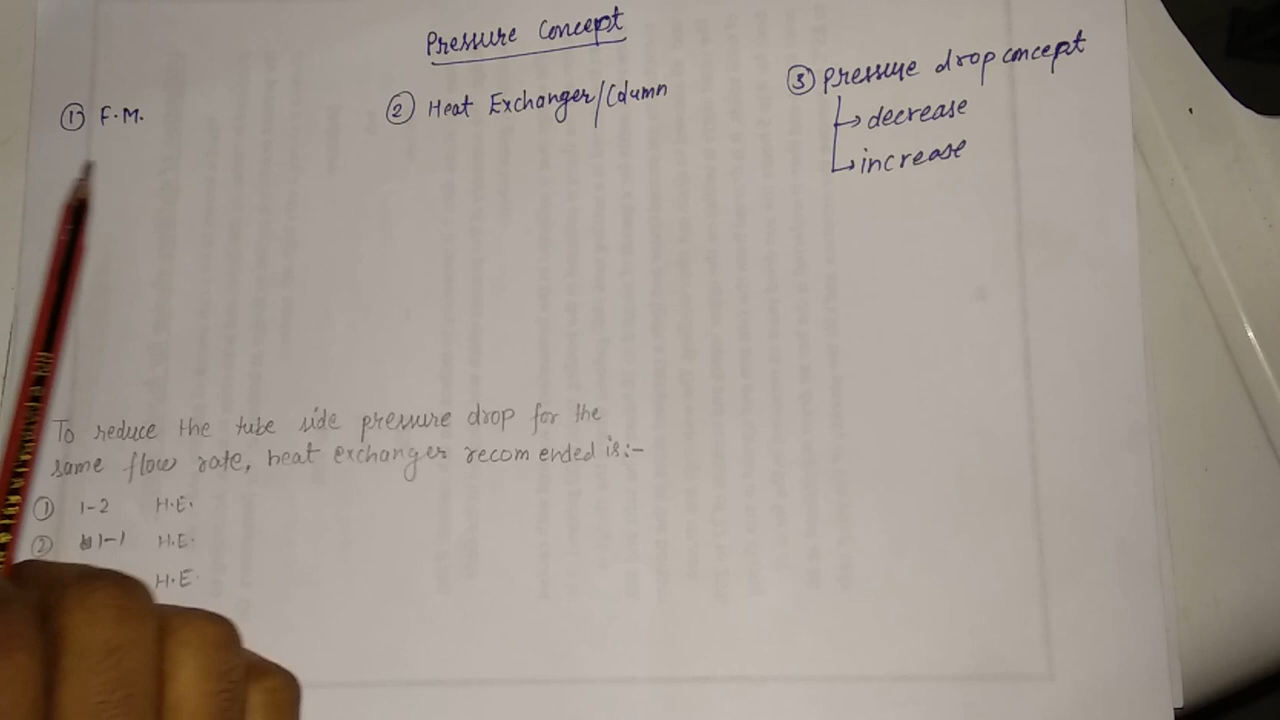 Pressure Concept
① F.M.
② Heat Exchanger/Column
③ Pressure drop concept
→ decrease
→ increase
To reduce the tube side pressure drop for the
same flow rate, heat exchanger recomended is:-
① 1-2 H.E.
② 1-1 H.E.
H.E.